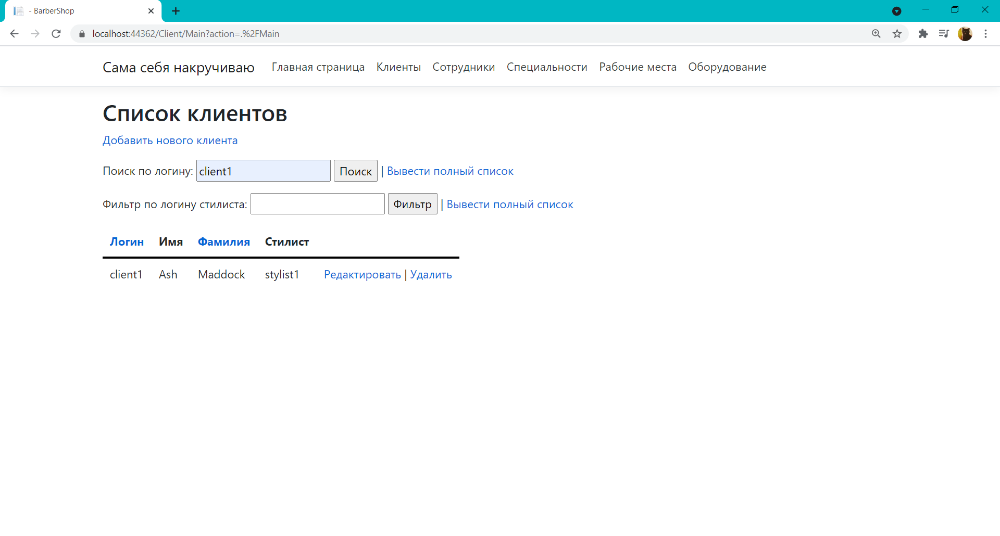 - BarberShop
localhost:44362/Client/Main?action=.%2FMain
Сама себя накручиваю Главная страница Клиенты Сотрудники Специальности Рабочие места Оборудование
Список клиентов
Добавить нового клиента
Поиск по логину: client1 Поиск | Вывести полный список
Фильтр по логину стилиста: Фильтр | Вывести полный список
Логин Имя Фамилия Стилист
client1 Ash Maddock stylist1 Редактировать | Удалить